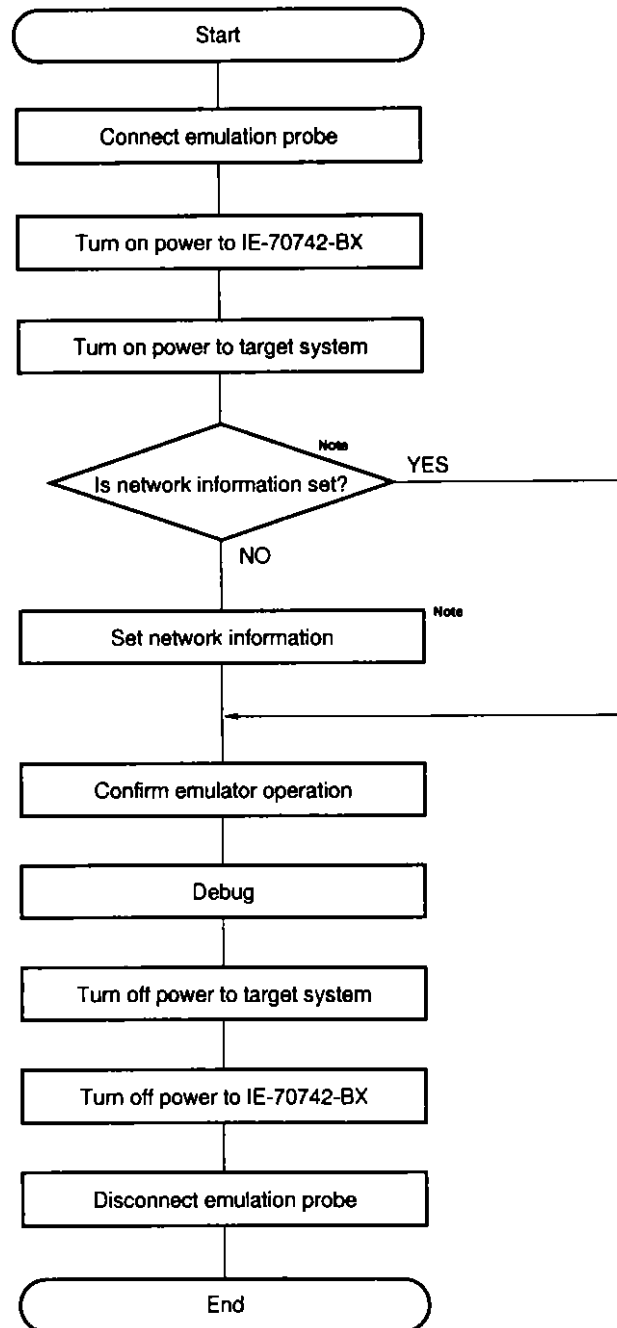 Start
Connect emulation probe
Turn on power to IE-70742-BX
Turn on power to target system
Note
Is network information set?
YES
NO
Note
Set network information
Confirm emulator operation
Debug
Turn off power to target system
Turn off power to IE-70742-BX
Disconnect emulation probe
End